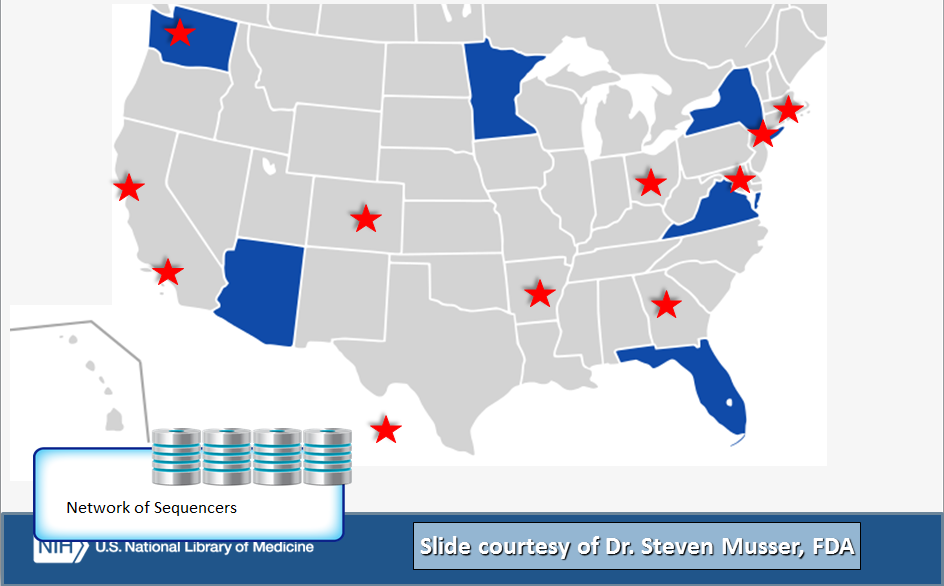 Network of Sequencers
NIH U.S. National Library of Medicine
Slide courtesy of Dr. Steven Musser, FDA